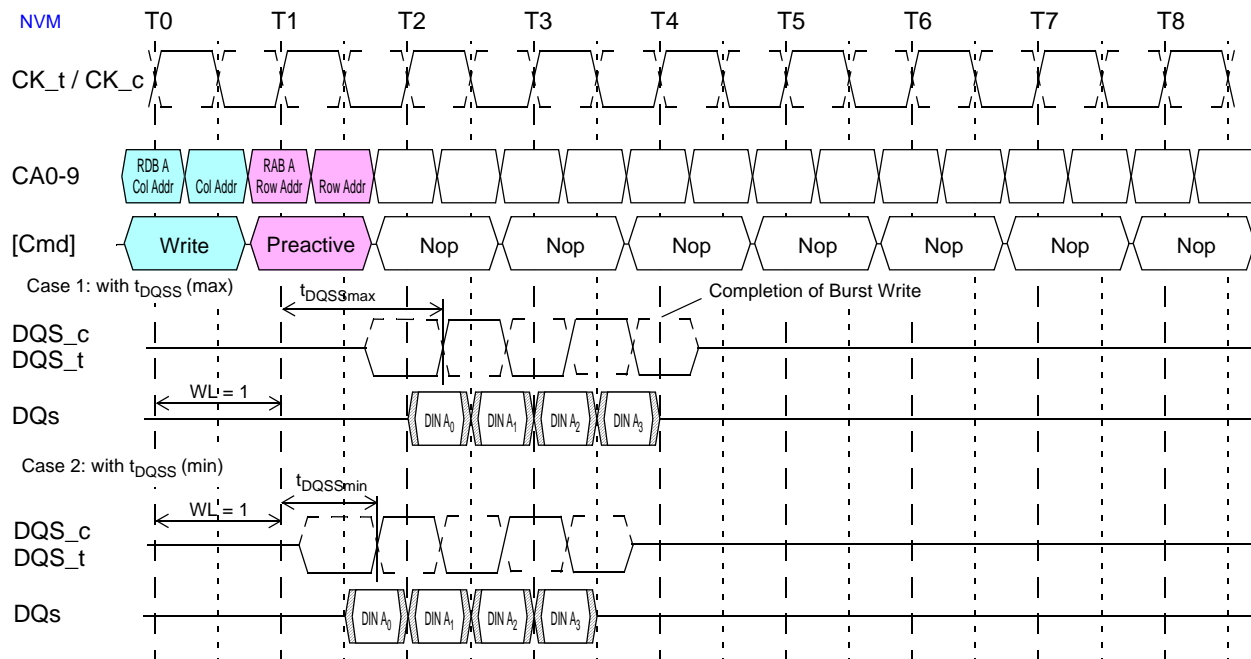 NVM T0 T1 T2 T3 T4 T5 T6 T7 T8
CK_t / CK_c
CA0-9
RDB A
Col Addr
Col Addr
RAB A
Row Addr
Row Addr
[Cmd] Write Preactive Nop Nop Nop Nop Nop Nop Nop
Case 1: with tDQSS (max)
tDQSSmax
Completion of Burst Write
DQS_c
DQS_t
WL = 1
DQs DIN A0 DIN A1 DIN A2 DIN A3
Case 2: with tDQSS (min)
tDQSSmin
WL = 1
DQS_c
DQS_t
DQs DIN A0 DIN A1 DIN A2 DIN A3